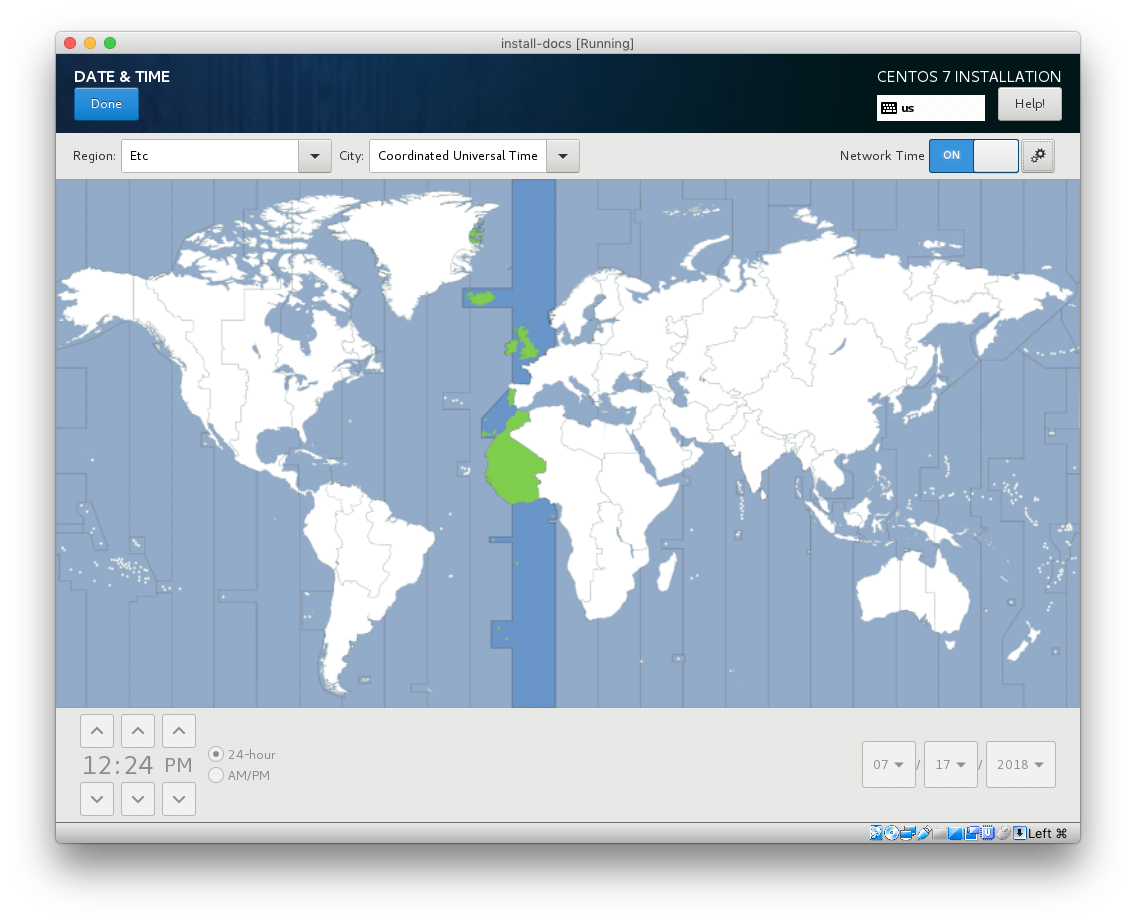 install-docs [Running]
DATE & TIME
CENTOS 7 INSTALLATION
Done
us
Help!
Region: Etc City: Coordinated Universal Time Network Time ON
12:24 PM
24-hour
AM/PM
07 / 17 / 2018
Left ⌘